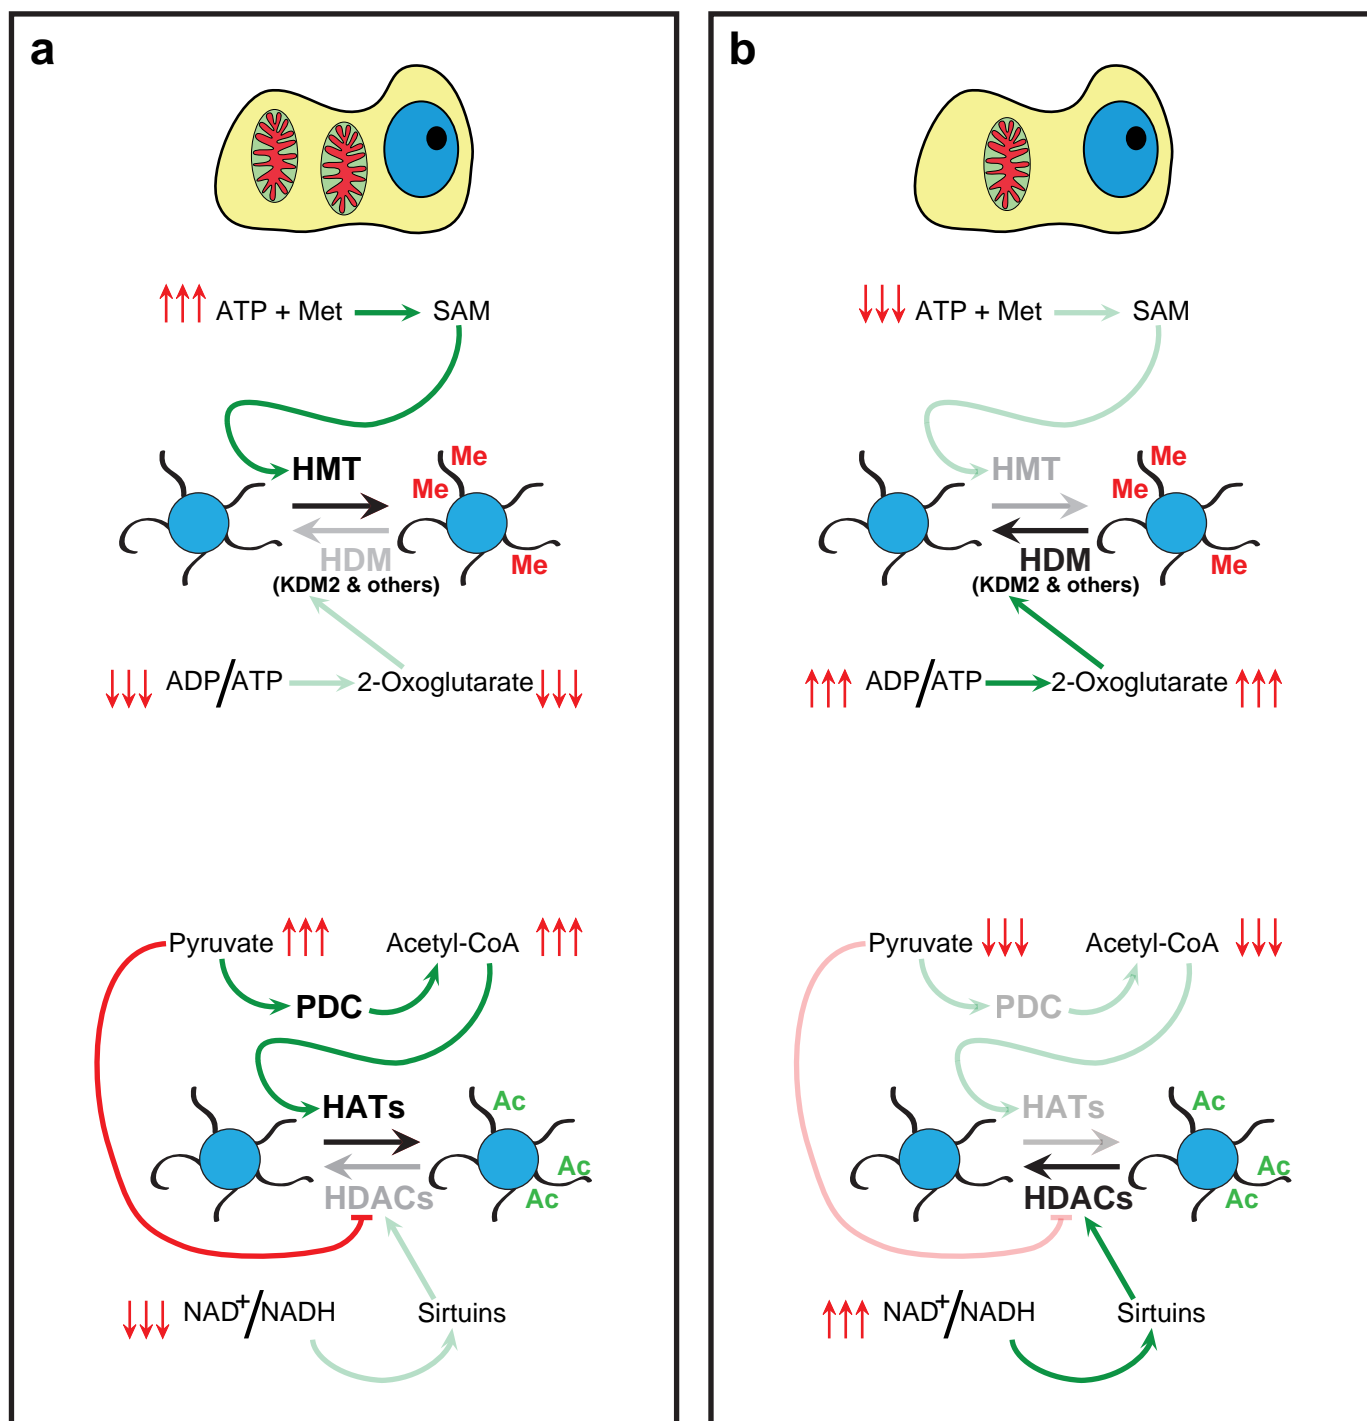 a
ATP + Met
SAM
HMT
Me
Me
Me
HDM
(KDM2 & others)
ADP/ATP
2-Oxoglutarate
Pyruvate
Acetyl-CoA
PDC
HATs
Ac
Ac
Ac
HDACs
NAD+/NADH
Sirtuins
b
ATP + Met
SAM
HMT
Me
Me
Me
HDM
(KDM2 & others)
ADP/ATP
2-Oxoglutarate
Pyruvate
Acetyl-CoA
PDC
HATs
Ac
Ac
Ac
HDACs
NAD+/NADH
Sirtuins